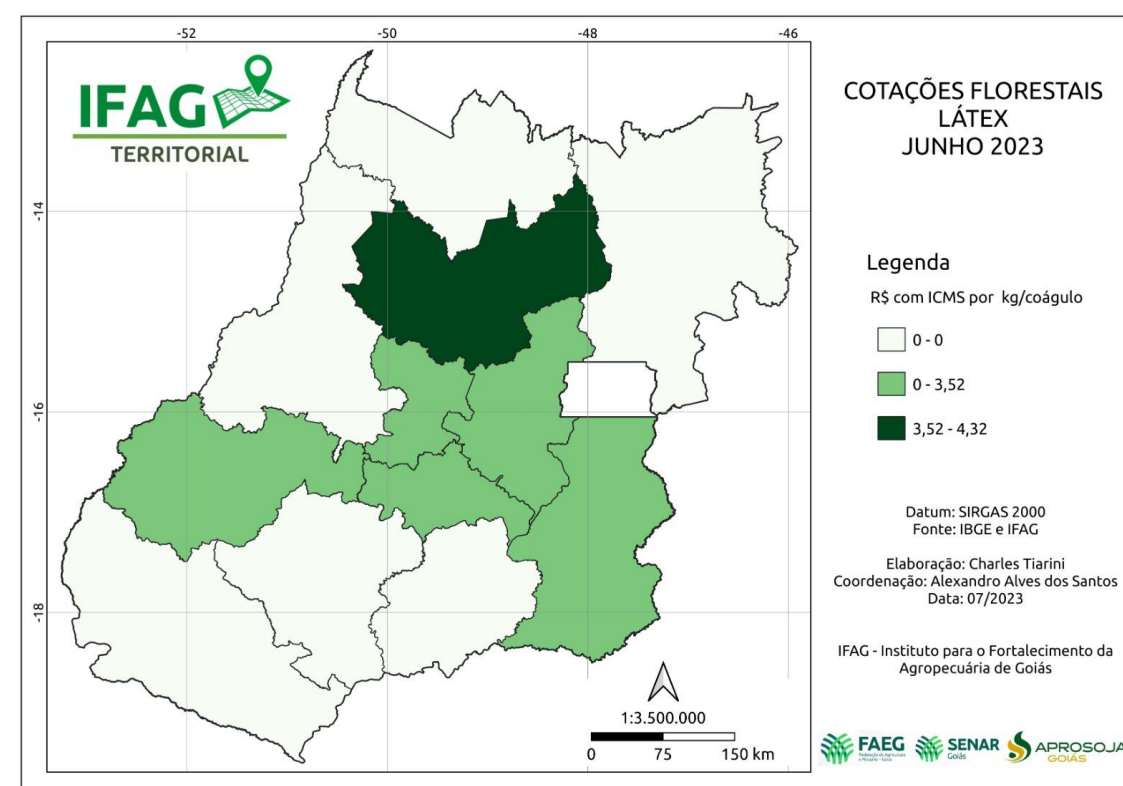 -52
-50
-48
-46
IFAG
TERRITORIAL
-14
-16
-18
1:3.500.000
0 75 150 km
COTAÇÕES FLORESTAIS
LÁTEX
JUNHO 2023
Legenda
R$ com ICMS por kg/coágulo
0 - 0
0 - 3,52
3,52 - 4,32
Datum: SIRGAS 2000
Fonte: IBGE e IFAG
Elaboração: Charles Tiarini
Coordenação: Alexandro Alves dos Santos
Data: 07/2023
IFAG - Instituto para o Fortalecimento da
Agropecuária de Goiás
FAEG
SENAR
Goiás
APROSOJA
GOIÁS